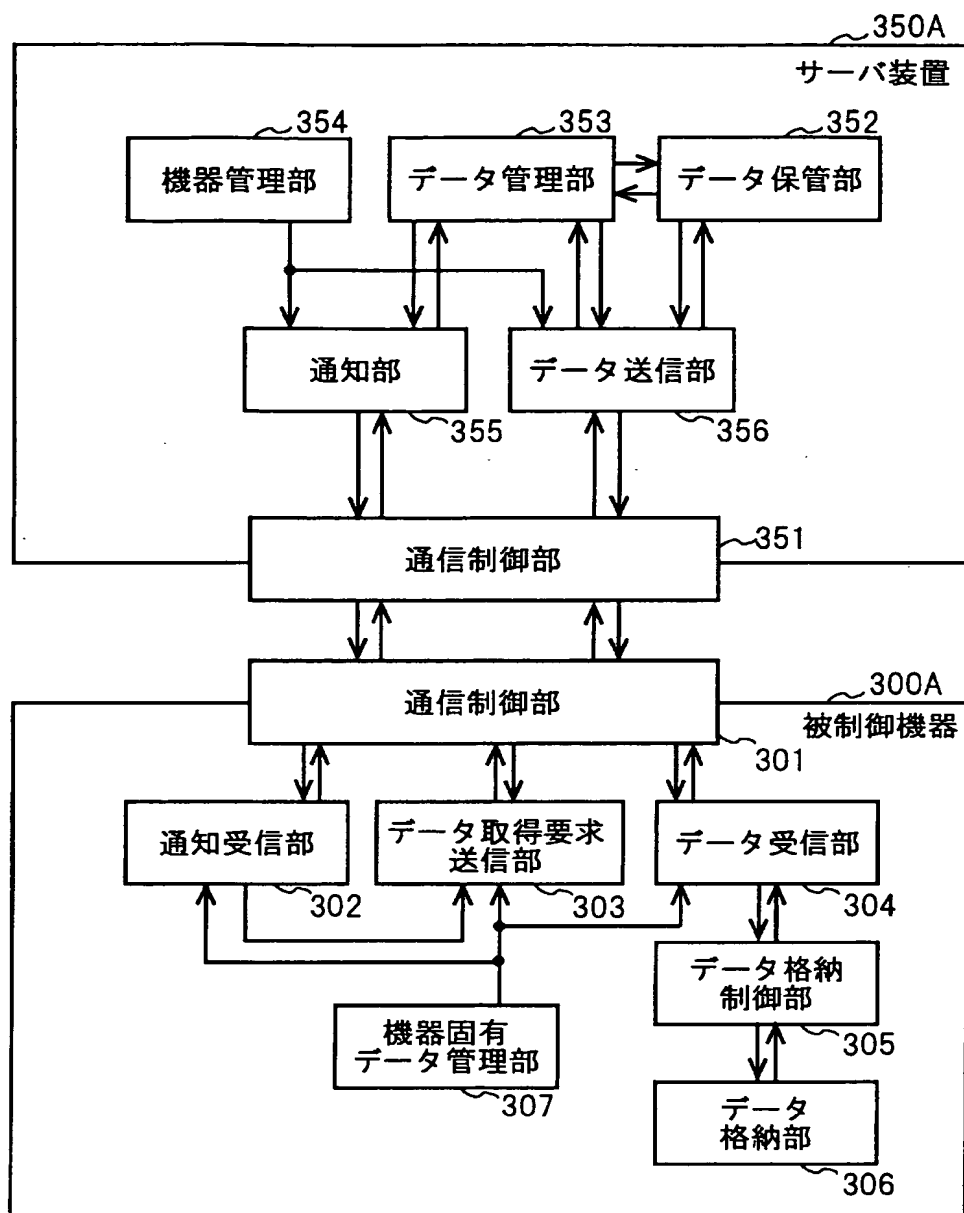 350A
サーバ装置
354
353
352
機器管理部
データ管理部
データ保管部
通知部
データ送信部
355
356
351
通信制御部
通信制御部
300A
被制御機器
301
通知受信部
データ取得要求
送信部
データ受信部
302
303
304
データ格納
制御部
305
機器固有
データ管理部
307
データ
格納部
306